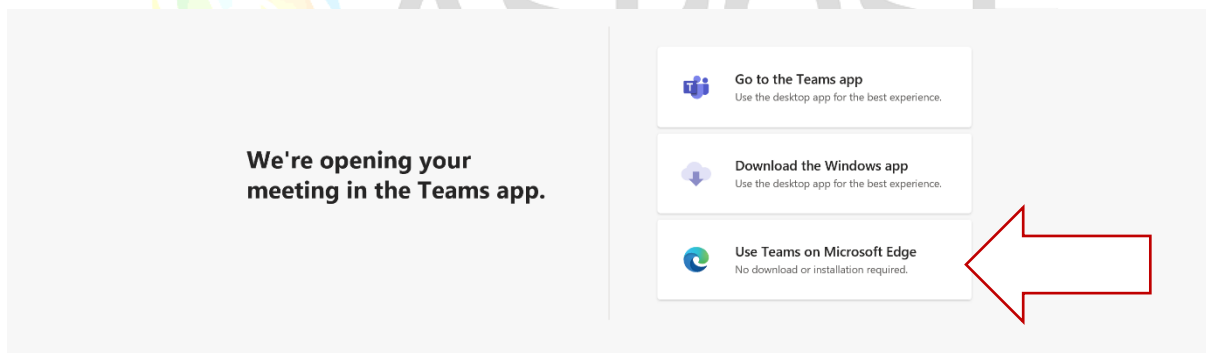 We're opening your
meeting in the Teams app.
Go to the Teams app
Use the desktop app for the best experience.
Download the Windows app
Use the desktop app for the best experience.
Use Teams on Microsoft Edge
No download or installation required.